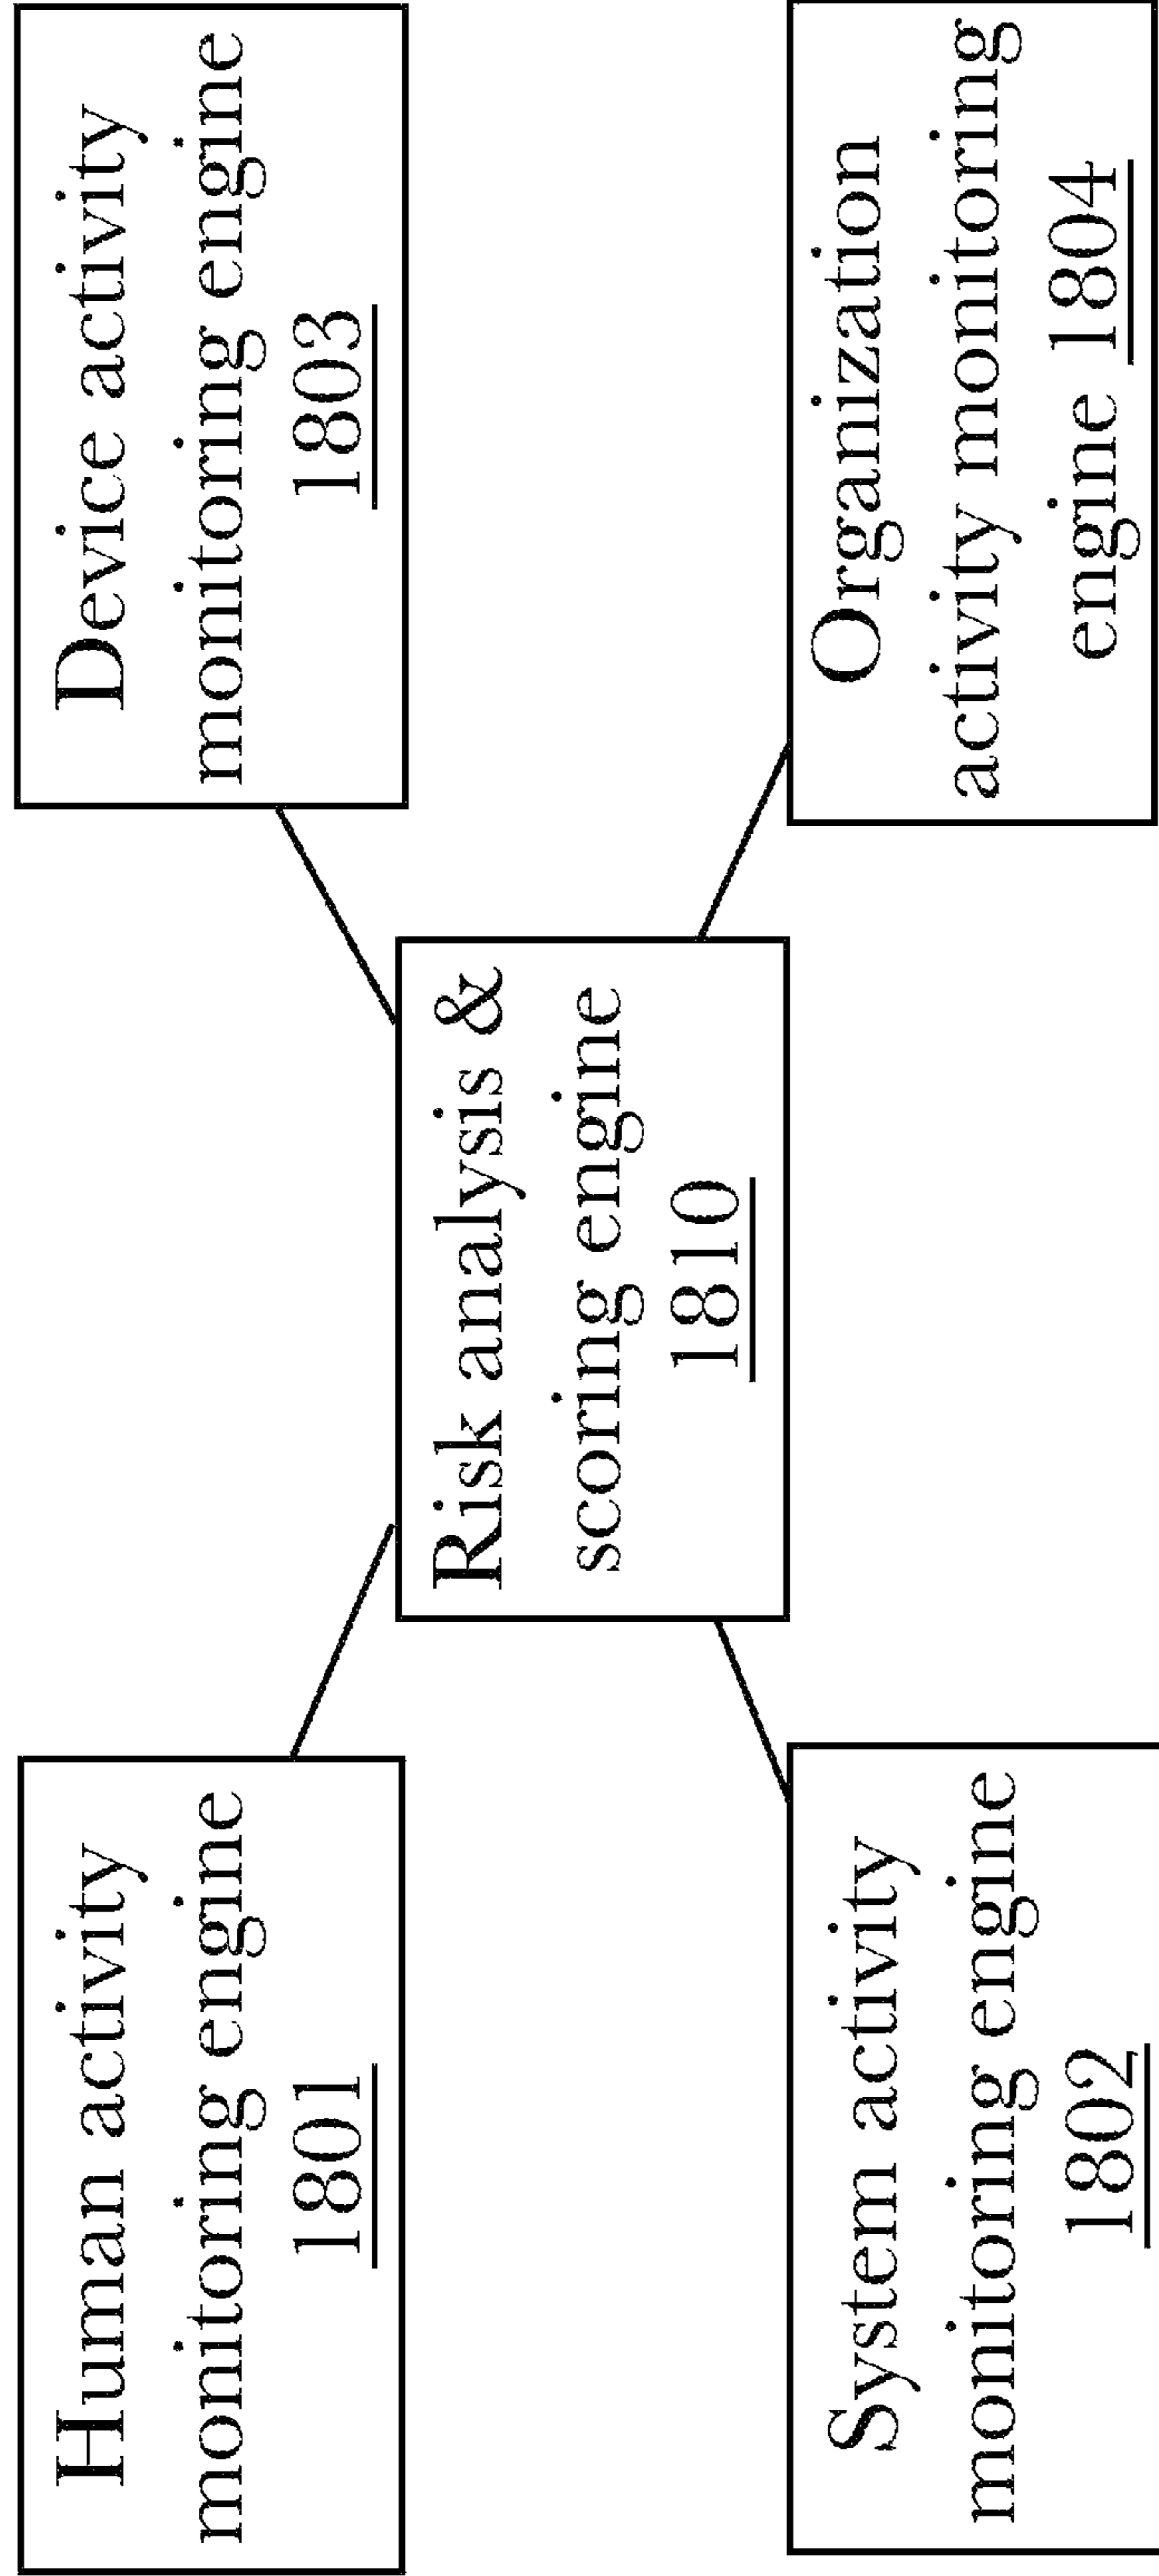 Human activity
monitoring engine
1801
Device activity
monitoring engine
1803
Risk analysis &
scoring engine
1810
System activity
monitoring engine
1802
Organization
activity monitoring
engine 1804